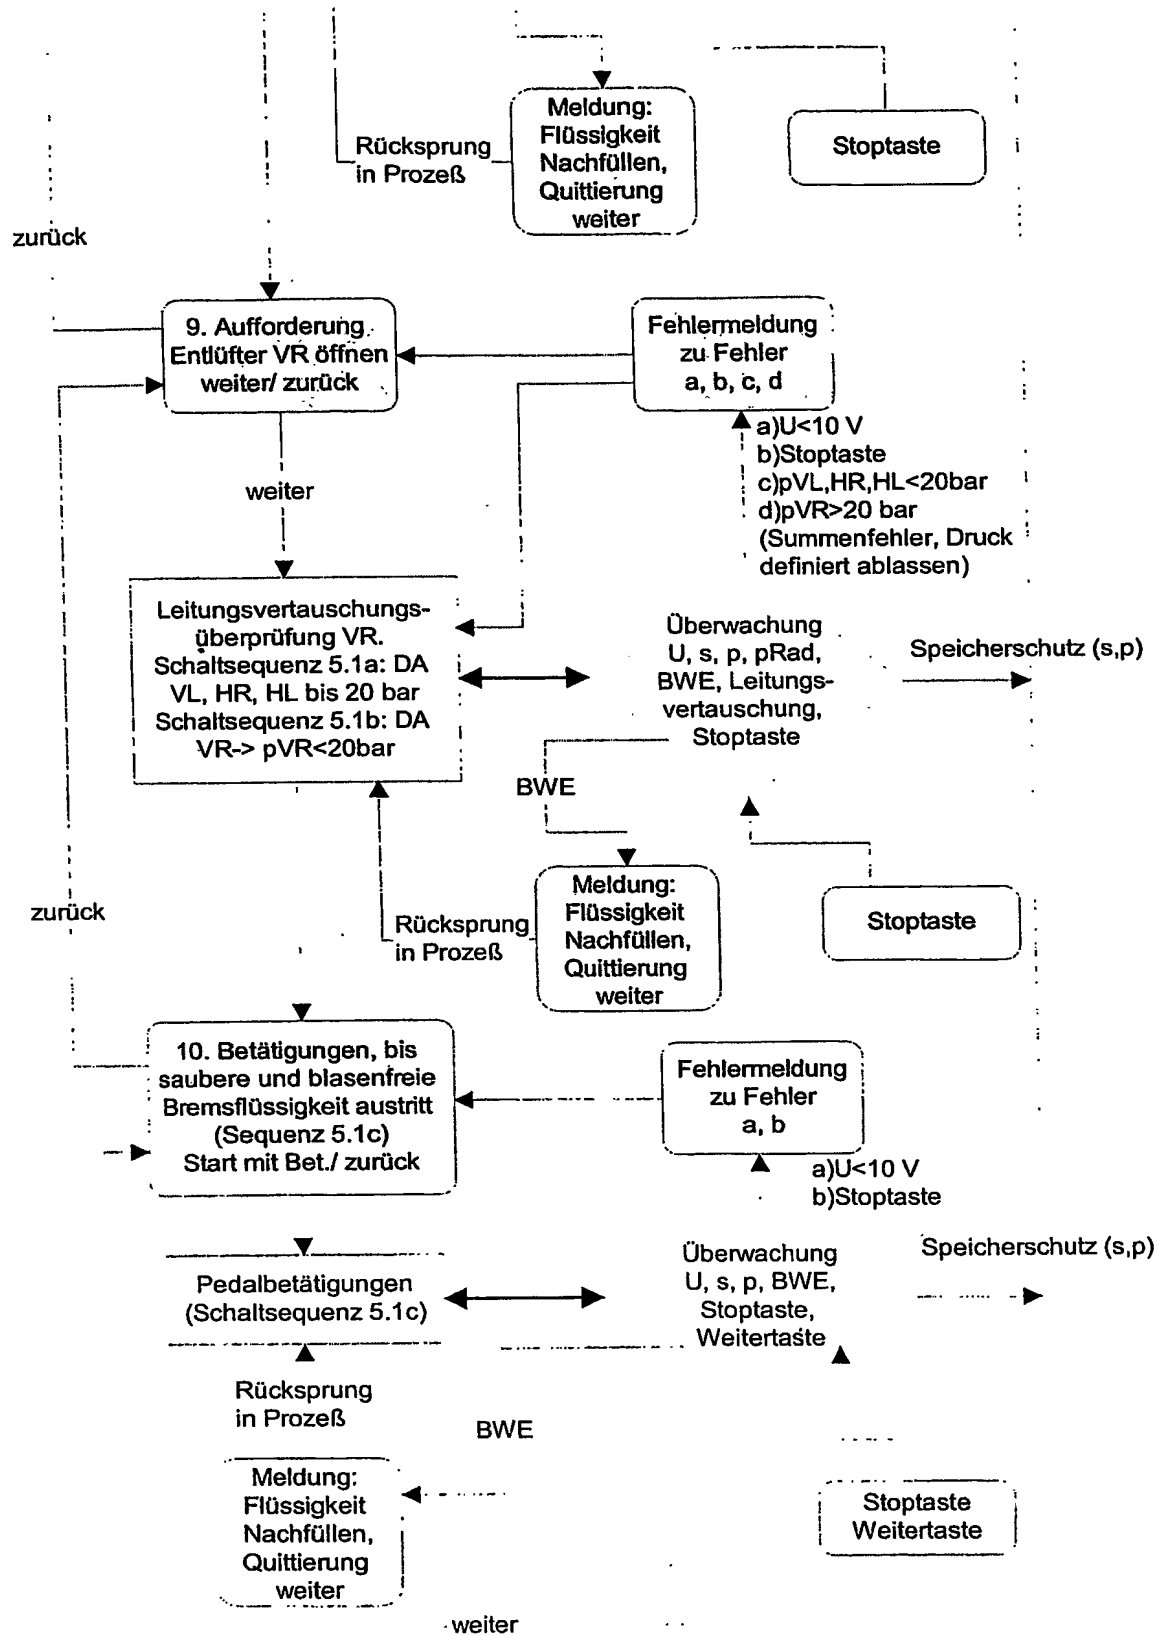 Meldung:
Flüssigkeit
Nachfüllen,
Quittierung
weiter
Rücksprung
in Prozeß
Stoptaste
zurück
9. Aufforderung
Entlüfter VR öffnen
weiter/ zurück
Fehlermeldung
zu Fehler
a, b, c, d
a)U<10 V
b)Stoptaste
c)pVL,HR,HL<20bar
d)pVR>20 bar
(Summenfehler, Druck
definiert ablassen)
weiter
Leitungsvertauschungs-
überprüfung VR.
Schaltsequenz 5.1a: DA
VL, HR, HL bis 20 bar
Schaltsequenz 5.1b: DA
VR-> pVR<20bar
Überwachung
U, s, p, pRad,
BWE, Leitungs-
vertauschung,
Stoptaste
Speicherschutz (s,p)
BWE
zurück
Rücksprung
in Prozeß
Meldung:
Flüssigkeit
Nachfüllen,
Quittierung
weiter
Stoptaste
10. Betätigungen, bis
saubere und blasenfreie
Bremsflüssigkeit austritt
(Sequenz 5.1c)
Start mit Bet./ zurück
Fehlermeldung
zu Fehler
a, b
a)U<10 V
b)Stoptaste
Pedalbetätigungen
(Schaltsequenz 5.1c)
Überwachung
U, s, p, BWE,
Stoptaste,
Weitertaste
Speicherschutz (s,p)
Rücksprung
in Prozeß
BWE
Meldung:
Flüssigkeit
Nachfüllen,
Quittierung
weiter
Stoptaste
Weitertaste
weiter